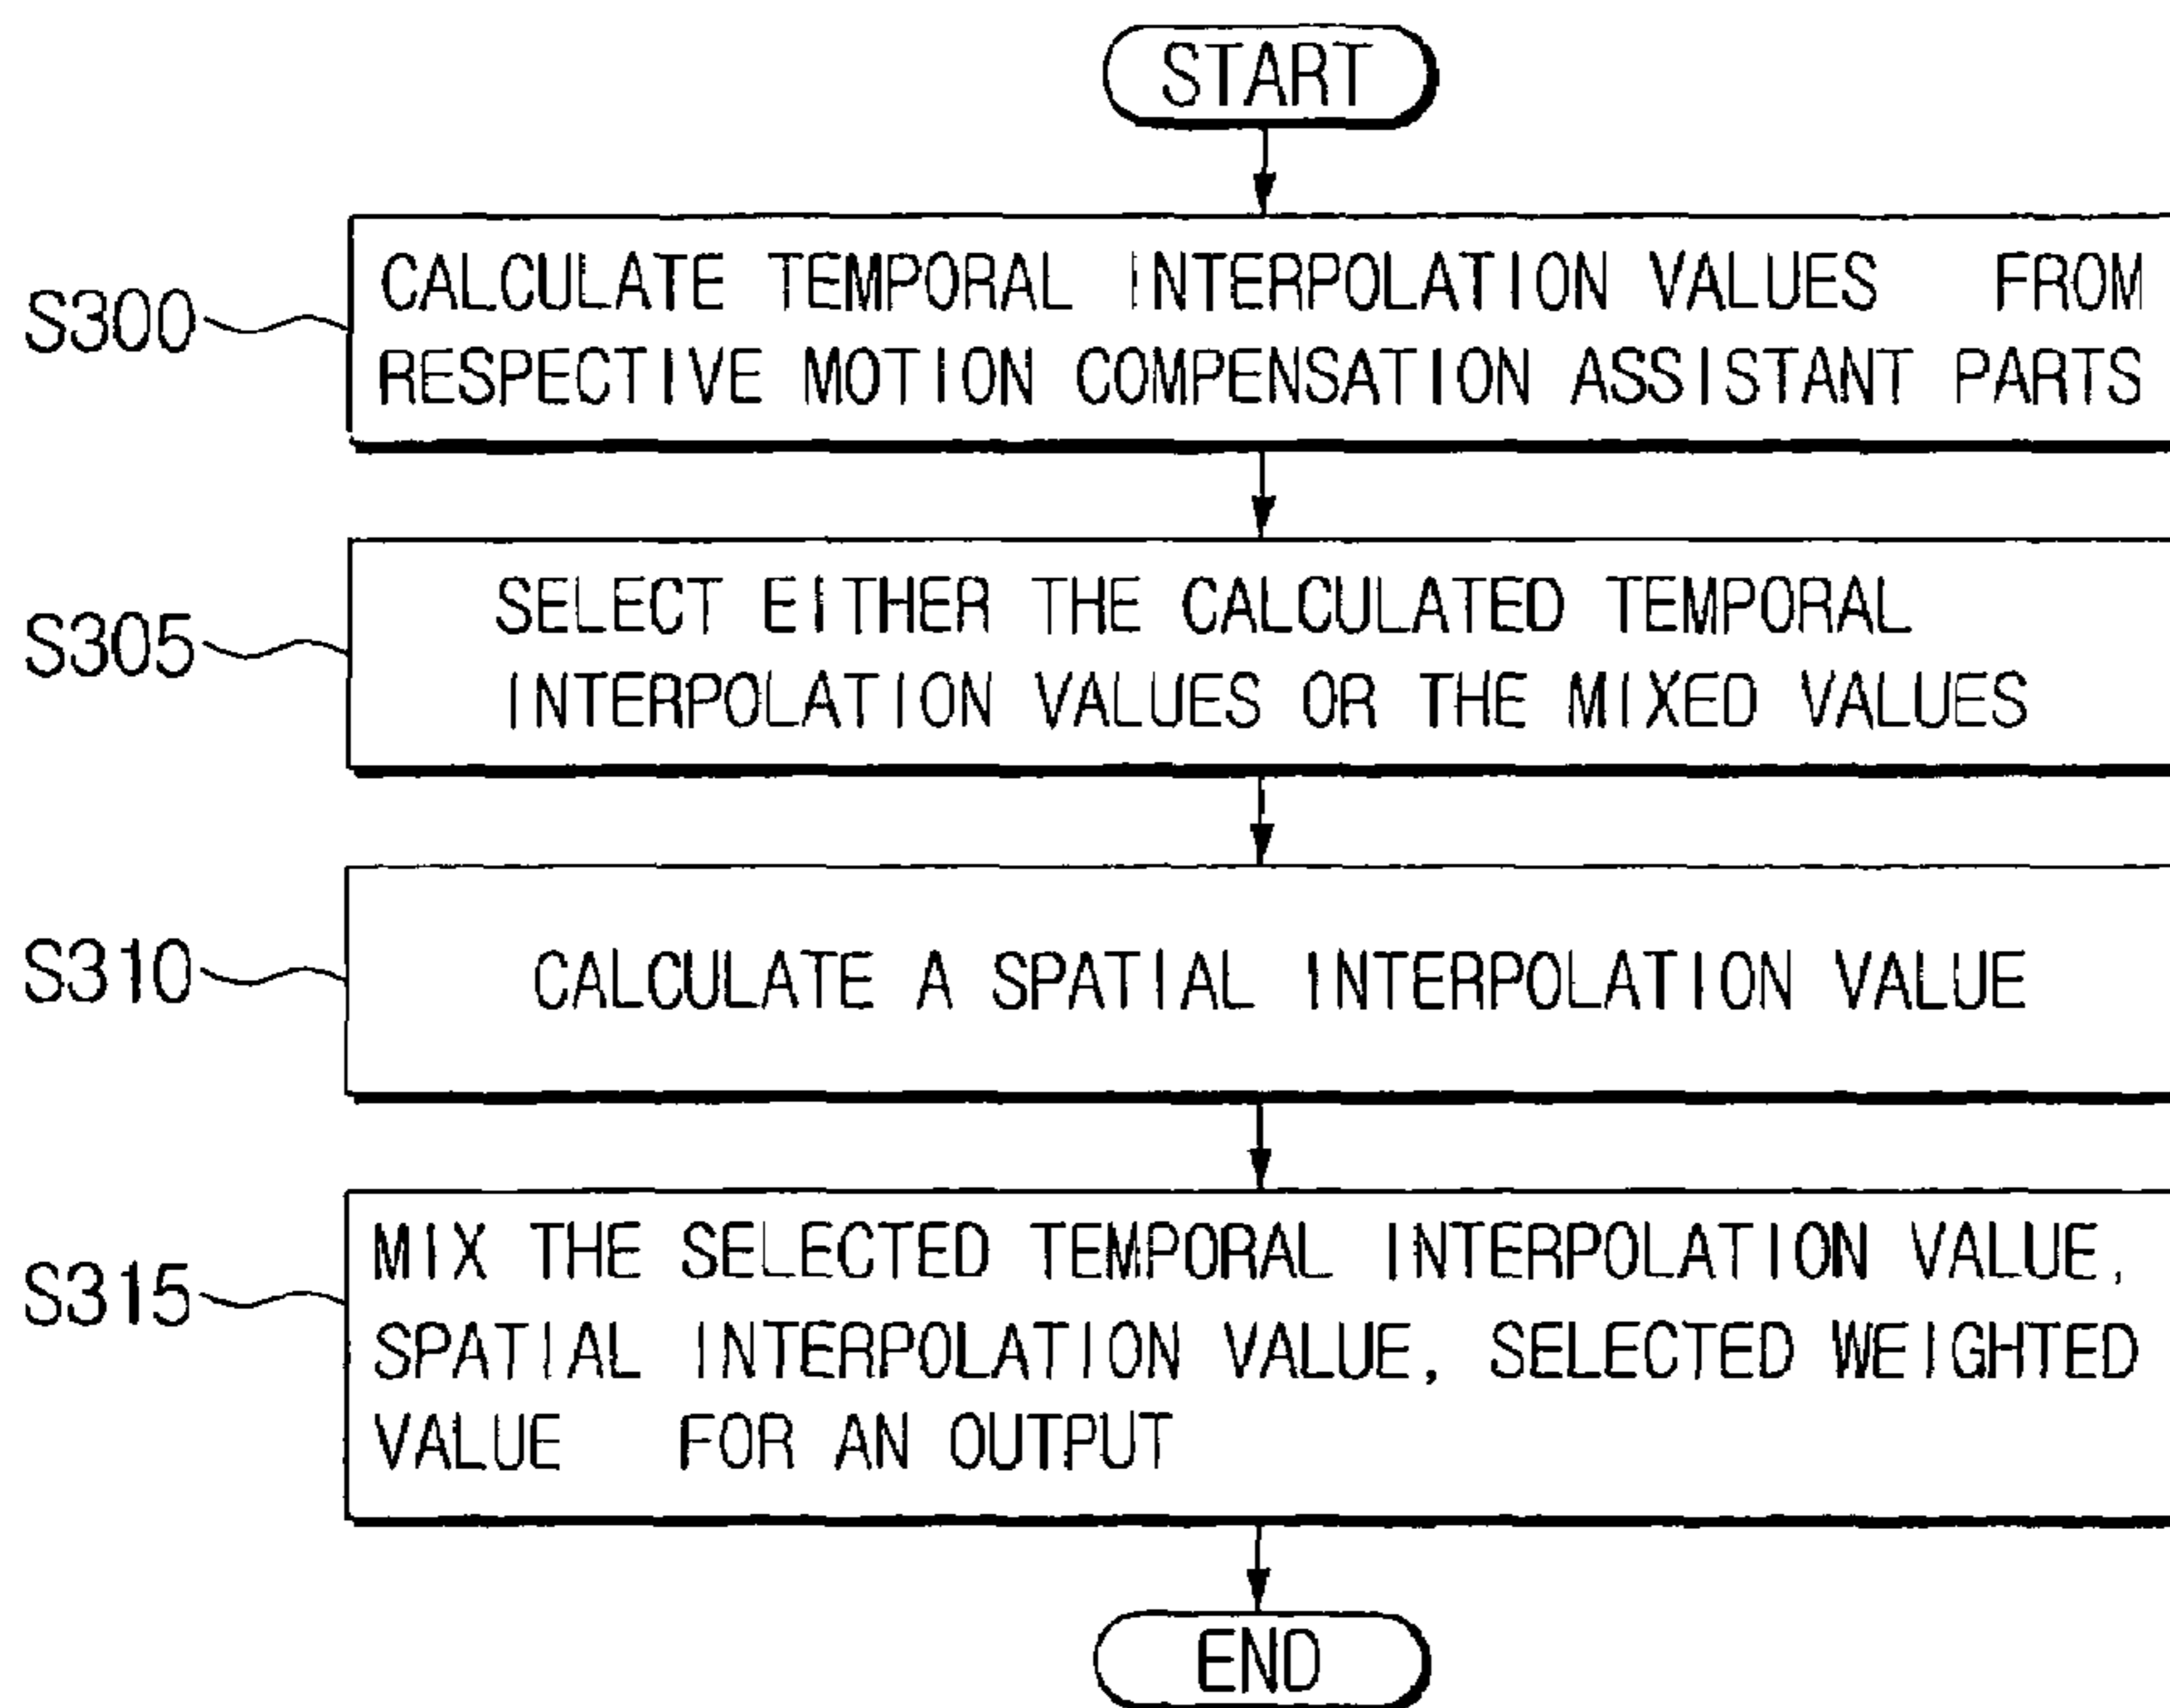 START
S300
CALCULATE TEMPORAL INTERPOLATION VALUES FROM
RESPECTIVE MOTION COMPENSATION ASSISTANT PARTS
S305
SELECT EITHER THE CALCULATED TEMPORAL
INTERPOLATION VALUES OR THE MIXED VALUES
S310
CALCULATE A SPATIAL INTERPOLATION VALUE
S315
MIX THE SELECTED TEMPORAL INTERPOLATION VALUE,
SPATIAL INTERPOLATION VALUE, SELECTED WEIGHTED
VALUE FOR AN OUTPUT
END